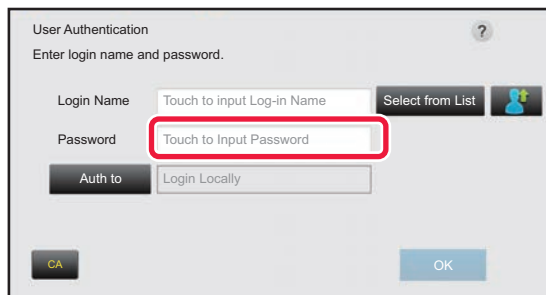 User Authentication
?
Enter login name and password.
Login Name
Touch to input Log-in Name
Select from List
Password
Touch to Input Password
Auth to
Login Locally
CA
OK